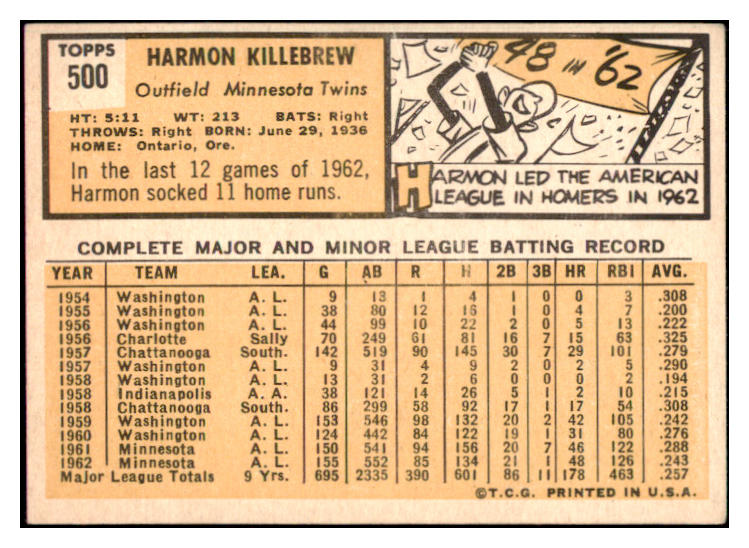 TOPPS
500
HARMON KILLEBREW
Outfield Minnesota Twins
HT: 5:11 WT: 213 BATS: Right
THROWS: Right BORN: June 29, 1936
HOME: Ontario, Ore.
In the last 12 games of 1962,
Harmon socked 11 home runs.
48 IN '62
HARMON LED THE AMERICAN
LEAGUE IN HOMERS IN 1962
COMPLETE MAJOR AND MINOR LEAGUE BATTING RECORD
YEAR TEAM LEA. G AB R H 2B 3B HR RBI AVG.
1954 Washington A. L. 9 13 1 4 1 0 0 3 .308
1955 Washington A. L. 38 80 12 16 1 0 4 7 .200
1956 Washington A. L. 44 99 10 22 2 0 5 13 .222
1956 Charlotte Sally 70 249 61 81 16 7 15 63 .325
1957 Chattanooga South. 142 519 90 145 30 7 29 101 .279
1957 Washington A. L. 9 31 4 9 2 0 2 5 .290
1958 Washington A. L. 13 31 2 6 0 0 0 2 .194
1958 Indianapolis A. A. 38 121 14 26 5 1 2 10 .215
1958 Chattanooga South. 86 299 58 92 17 1 17 54 .308
1959 Washington A. L. 153 546 98 132 20 2 42 105 .242
1960 Washington A. L. 124 442 84 122 19 1 31 80 .276
1961 Minnesota A. L. 150 541 94 156 20 7 46 122 .288
1962 Minnesota A. L. 155 552 85 134 21 1 48 126 .243
Major League Totals 9 Yrs. 695 2335 390 601 86 11 178 463 .257
©T.C.G. PRINTED IN U.S.A.